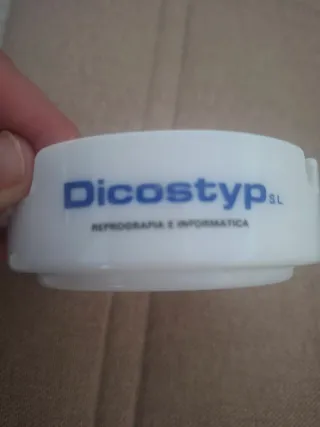 Dicostyp S.L
REPROGRAFIA E INFORMATICA